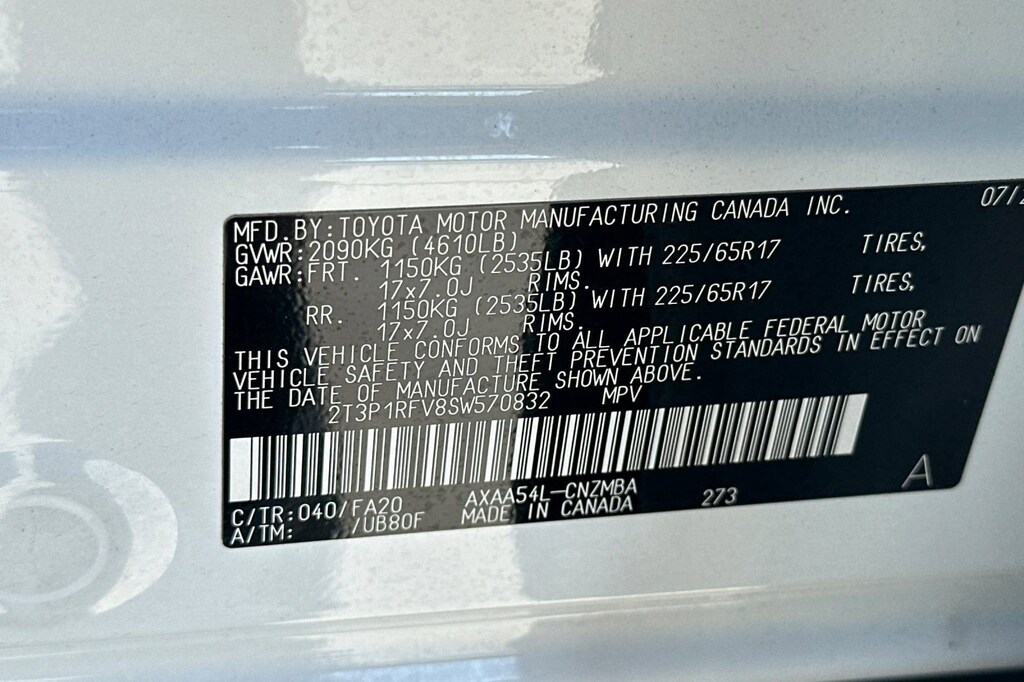 MFD. BY: TOYOTA MOTOR MANUFACTURING CANADA INC. 07/2
GVWR: 2090KG (4610LB)
GAWR: FRT. 1150KG (2535LB) WITH 225/65R17 TIRES,
17x7.0J RIMS.
RR. 1150KG (2535LB) WITH 225/65R17 TIRES,
17x7.0J RIMS.
THIS VEHICLE CONFORMS TO ALL APPLICABLE FEDERAL MOTOR
VEHICLE SAFETY AND THEFT PREVENTION STANDARDS IN EFFECT ON
THE DATE OF MANUFACTURE SHOWN ABOVE.
2T3P1RFV8SW570832 MPV
C/TR: 040/FA20 AXAA54L-CNZMBA 273 A
A/TM: /UB80F MADE IN CANADA